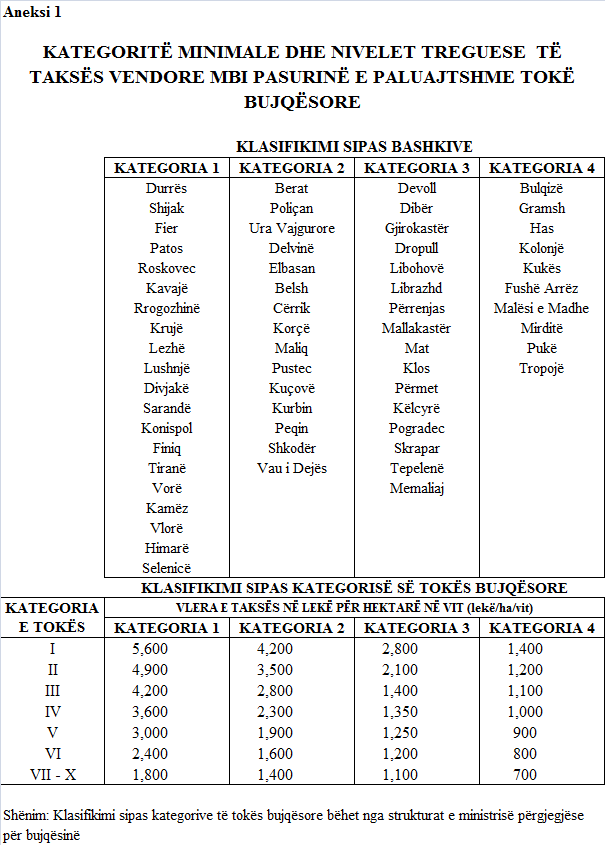 Aneksi 1
KATEGORITË MINIMALE DHE NIVELET TREGUESE TË
TAKSËS VENDORE MBI PASURINË E PALUAJTSHME TOKË
BUJQËSORE
KLASIFIKIMI SIPAS BASHKIVE
KATEGORIA 1 KATEGORIA 2 KATEGORIA 3 KATEGORIA 4
Durrës Berat Devoll Bulqizë
Shijak Poliçan Dibër Gramsh
Fier Ura Vajgurore Gjirokastër Has
Patos Delvinë Dropull Kolonjë
Roskovec Elbasan Libohovë Kukës
Kavajë Belsh Librazhd Fushë Arrëz
Rrogozhinë Cërrik Përrenjas Malësi e Madhe
Krujë Korçë Mallakastër Mirditë
Lezhë Maliq Mat Pukë
Lushnjë Pustec Klos Tropojë
Divjakë Kuçovë Përmet
Sarandë Kurbin Këlcyrë
Konispol Peqin Pogradec
Finiq Shkodër Skrapar
Tiranë Vau i Dejës Tepelenë
Vorë Memaliaj
Kamëz
Vlorë
Himarë
Selenicë
KLASIFIKIMI SIPAS KATEGORISË SË TOKËS BUJQËSORE
KATEGORIA E TOKËS VLERA E TAKSËS NË LEKË PËR HEKTARË NË VIT (lekë/ha/vit)
KATEGORIA 1 KATEGORIA 2 KATEGORIA 3 KATEGORIA 4
I 5,600 4,200 2,800 1,400
II 4,900 3,500 2,100 1,200
III 4,200 2,800 1,400 1,100
IV 3,600 2,300 1,350 1,000
V 3,000 1,900 1,250 900
VI 2,400 1,600 1,200 800
VII - X 1,800 1,400 1,100 700
Shënim: Klasifikimi sipas kategorive të tokës bujqësore bëhet nga strukturat e ministrisë përgjegjëse
për bujqësinë